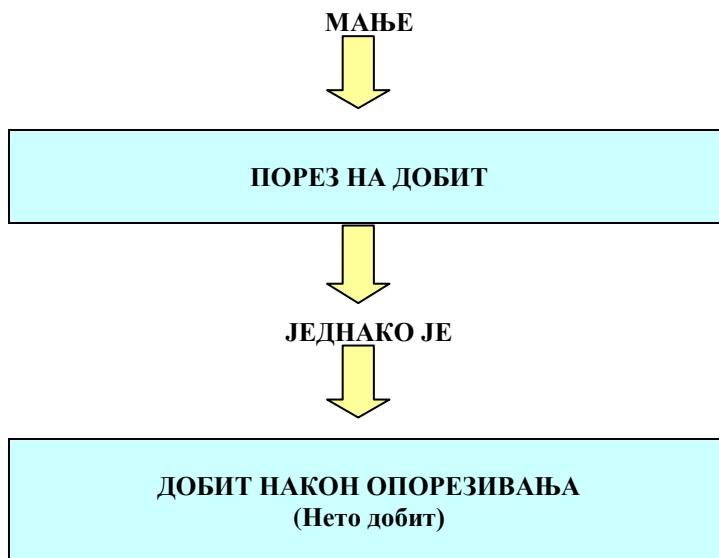 МАЊЕ
ПОРЕЗ НА ДОБИТ
ЈЕДНАКО ЈЕ
ДОБИТ НАКОН ОПОРЕЗИВАЊА
(Нето добит)